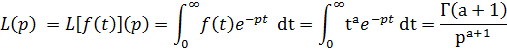 L(p) = L[f(t)](p) = ∫₀^∞ f(t)e^{−pt} dt = ∫₀^∞ t^a e^{−pt} dt = Γ(a + 1)/p^{a+1}